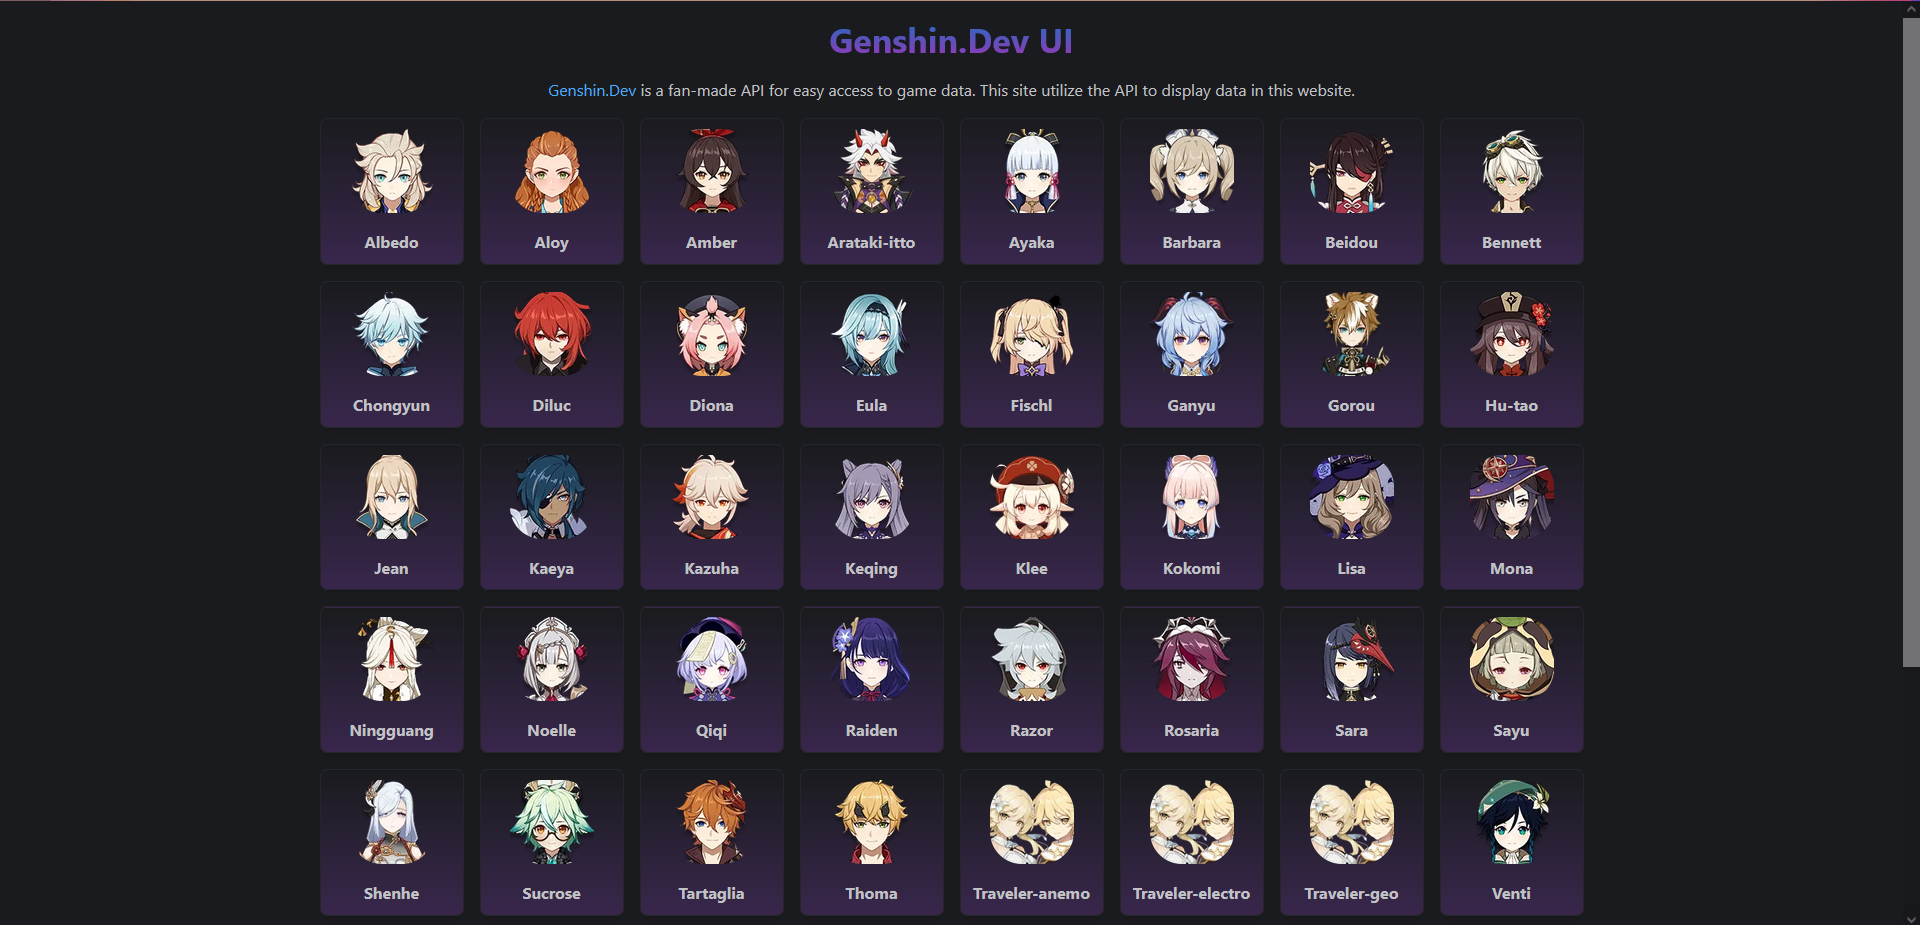 Genshin.Dev UI
Genshin.Dev is a fan-made API for easy access to game data. This site utilize the API to display data in this website.
Albedo
Aloy
Amber
Arataki-itto
Ayaka
Barbara
Beidou
Bennett
Chongyun
Diluc
Diona
Eula
Fischl
Ganyu
Gorou
Hu-tao
Jean
Kaeya
Kazuha
Keqing
Klee
Kokomi
Lisa
Mona
Ningguang
Noelle
Qiqi
Raiden
Razor
Rosaria
Sara
Sayu
Shenhe
Sucrose
Tartaglia
Thoma
Traveler-anemo
Traveler-electro
Traveler-geo
Venti